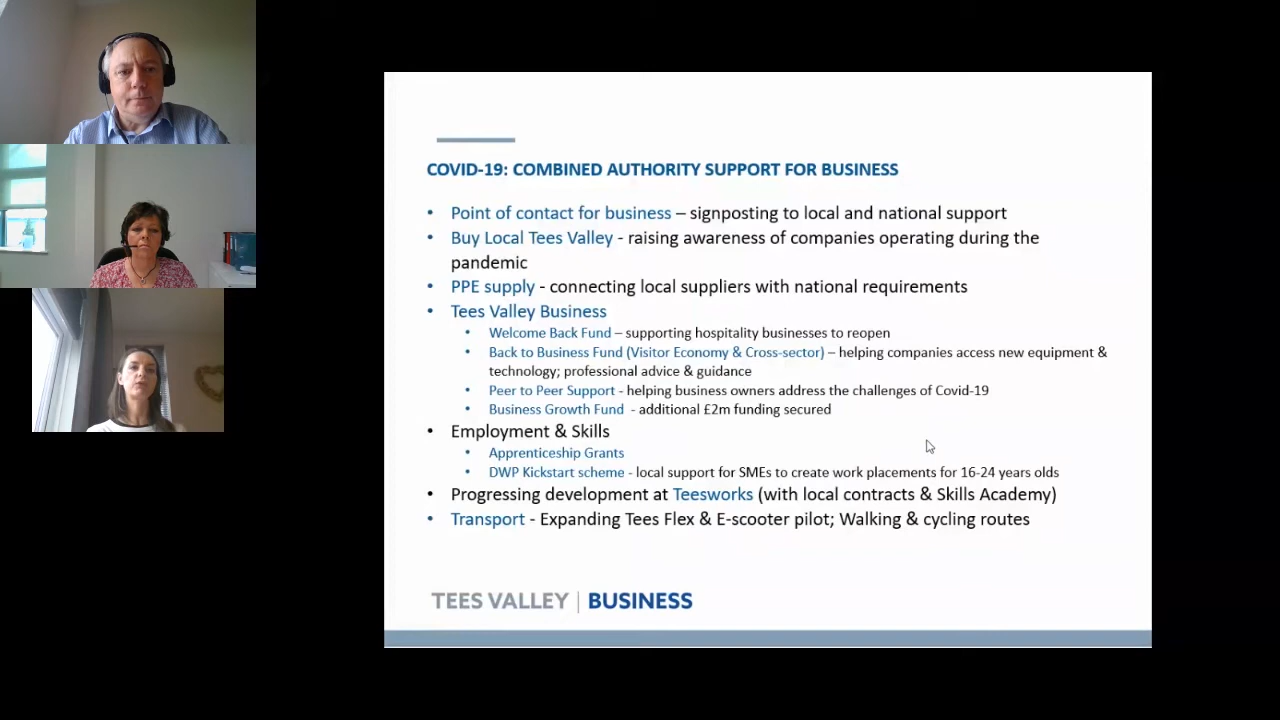 COVID-19: COMBINED AUTHORITY SUPPORT FOR BUSINESS
• Point of contact for business – signposting to local and national support
• Buy Local Tees Valley - raising awareness of companies operating during the
pandemic
• PPE supply - connecting local suppliers with national requirements
• Tees Valley Business
• Welcome Back Fund – supporting hospitality businesses to reopen
• Back to Business Fund (Visitor Economy & Cross-sector) – helping companies access new equipment &
technology; professional advice & guidance
• Peer to Peer Support - helping business owners address the challenges of Covid-19
• Business Growth Fund - additional £2m funding secured
• Employment & Skills
• Apprenticeship Grants
• DWP Kickstart scheme - local support for SMEs to create work placements for 16-24 years olds
• Progressing development at Teesworks (with local contracts & Skills Academy)
• Transport - Expanding Tees Flex & E-scooter pilot; Walking & cycling routes
TEES VALLEY | BUSINESS